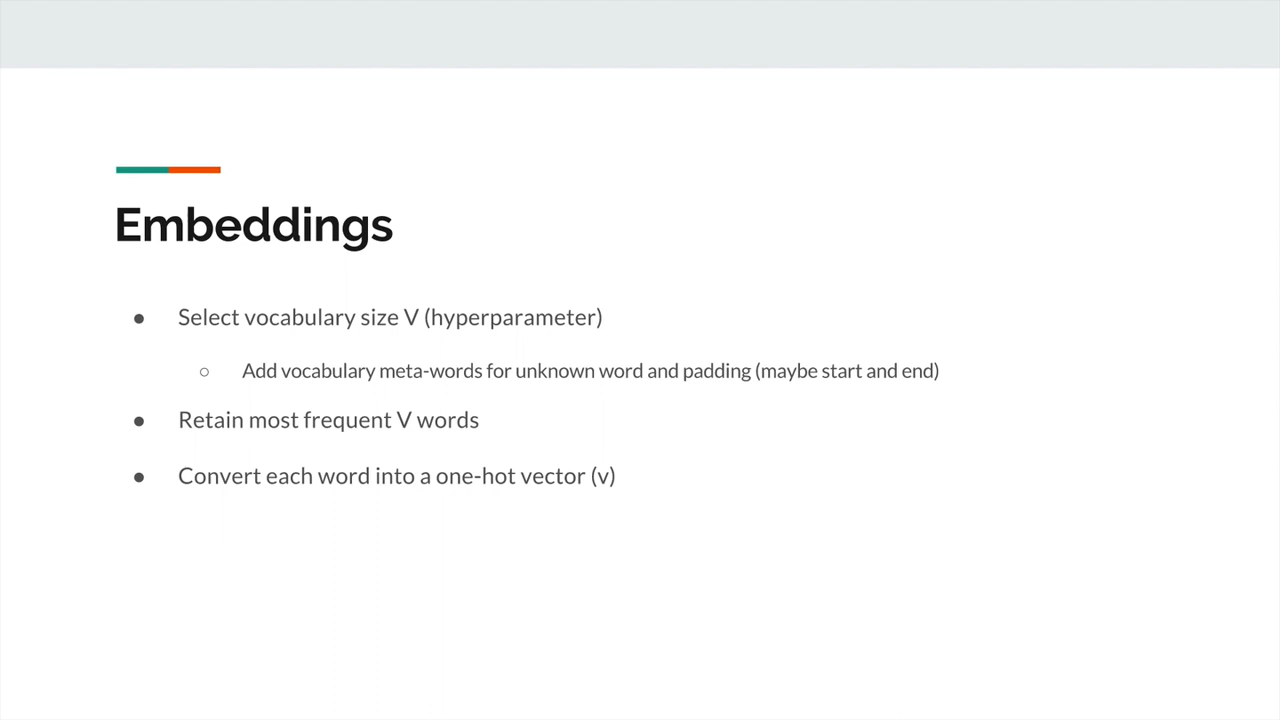 Embeddings
● Select vocabulary size V (hyperparameter)
○ Add vocabulary meta-words for unknown word and padding (maybe start and end)
● Retain most frequent V words
● Convert each word into a one-hot vector (v)